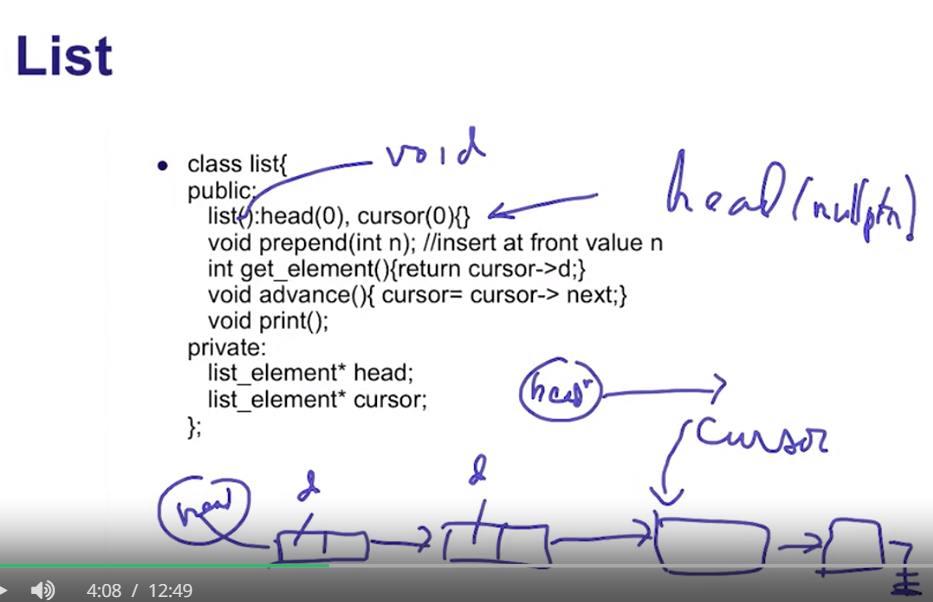 List
void
• class list{
public:
list():head(0), cursor(0){}
head(nullptr)
void prepend(int n); //insert at front value n
int get_element(){return cursor->d;}
void advance(){ cursor= cursor-> next;}
void print();
private:
list_element* head;
head
list_element* cursor;
};
cursor
head
d
d
4:08 / 12:49